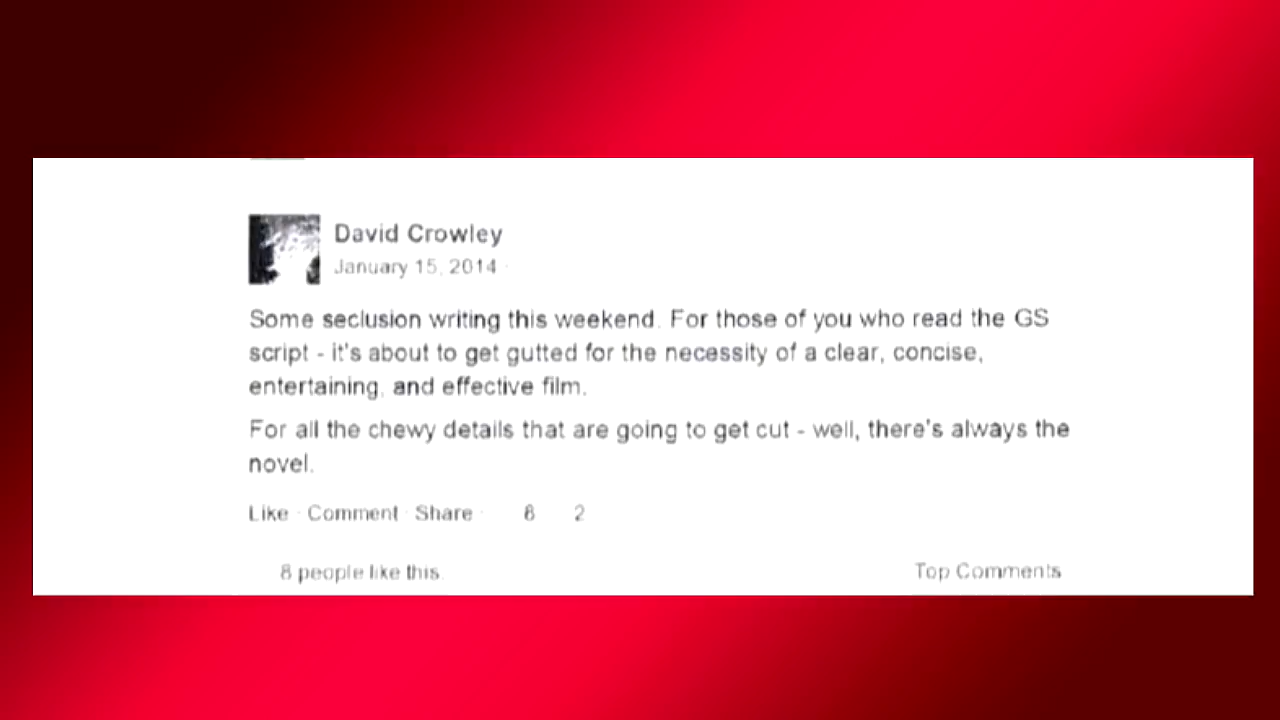 David Crowley
January 15, 2014
Some seclusion writing this weekend. For those of you who read the GS
script - it's about to get gutted for the necessity of a clear, concise,
entertaining, and effective film.
For all the chewy details that are going to get cut - well, there's always the
novel.
Like · Comment · Share · 8 2
8 people like this. Top Comments